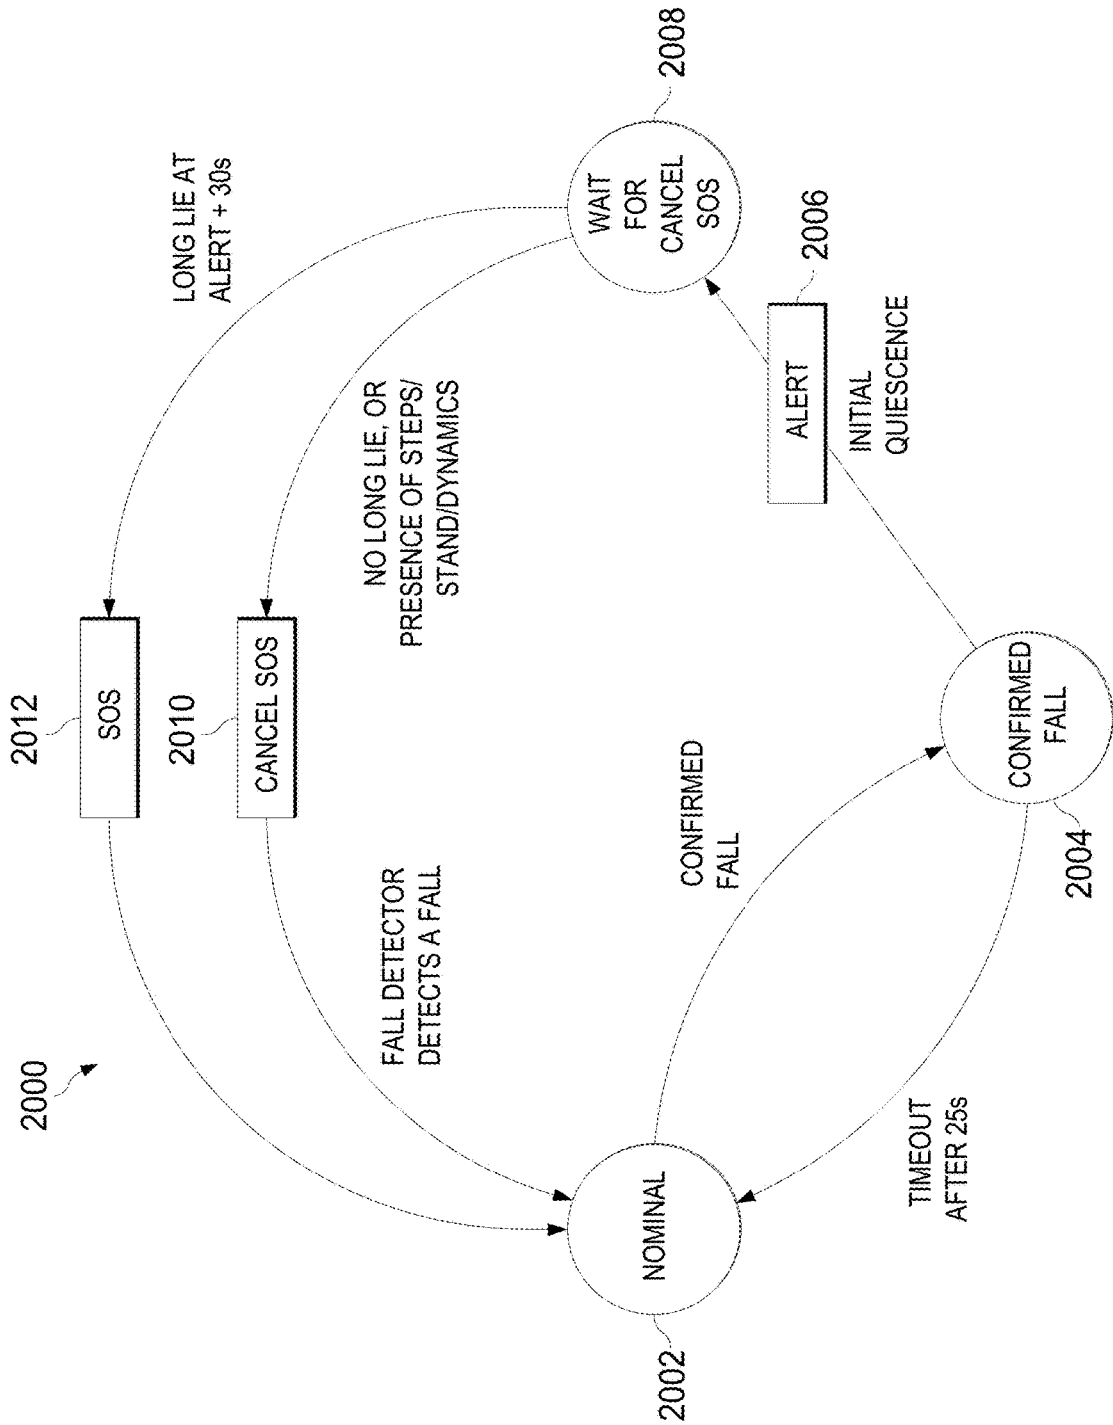 2000
2012
SOS
2010
CANCEL SOS
LONG LIE AT
ALERT + 30s
NO LONG LIE, OR
PRESENCE OF STEPS/
STAND/DYNAMICS
FALL DETECTOR
DETECTS A FALL
2002
NOMINAL
CONFIRMED
FALL
WAIT
FOR
CANCEL
SOS
2008
ALERT
2006
INITIAL
QUIESCENCE
TIMEOUT
AFTER 25s
CONFIRMED
FALL
2004